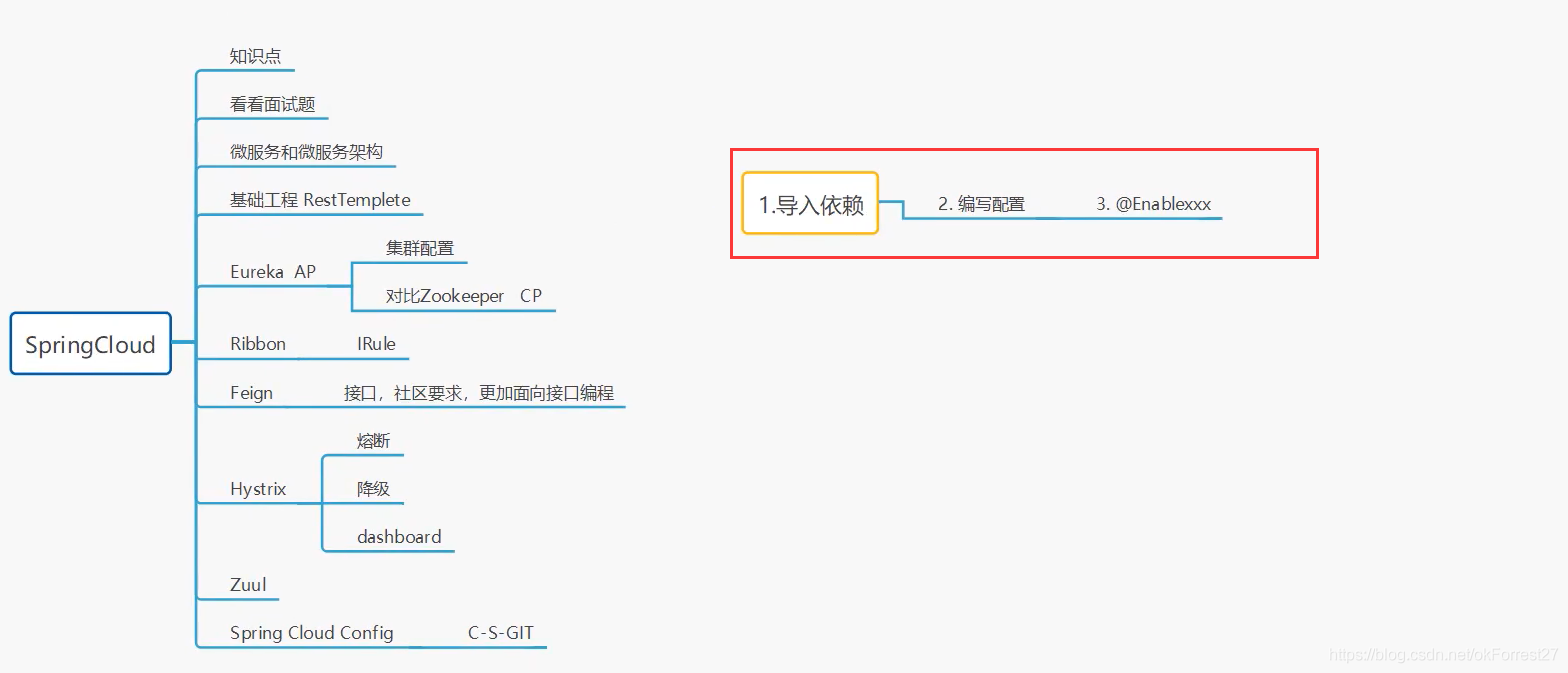 知识点
看看面试题
微服务和微服务架构
基础工程 RestTemplete
Eureka AP
集群配置
对比Zookeeper CP
SpringCloud
Ribbon
IRule
Feign
接口，社区要求，更加面向接口编程
Hystrix
熔断
降级
dashboard
Zuul
Spring Cloud Config
C-S-GIT
1.导入依赖
2. 编写配置
3. @Enablexxx
https://blog.csdn.net/okForrest27